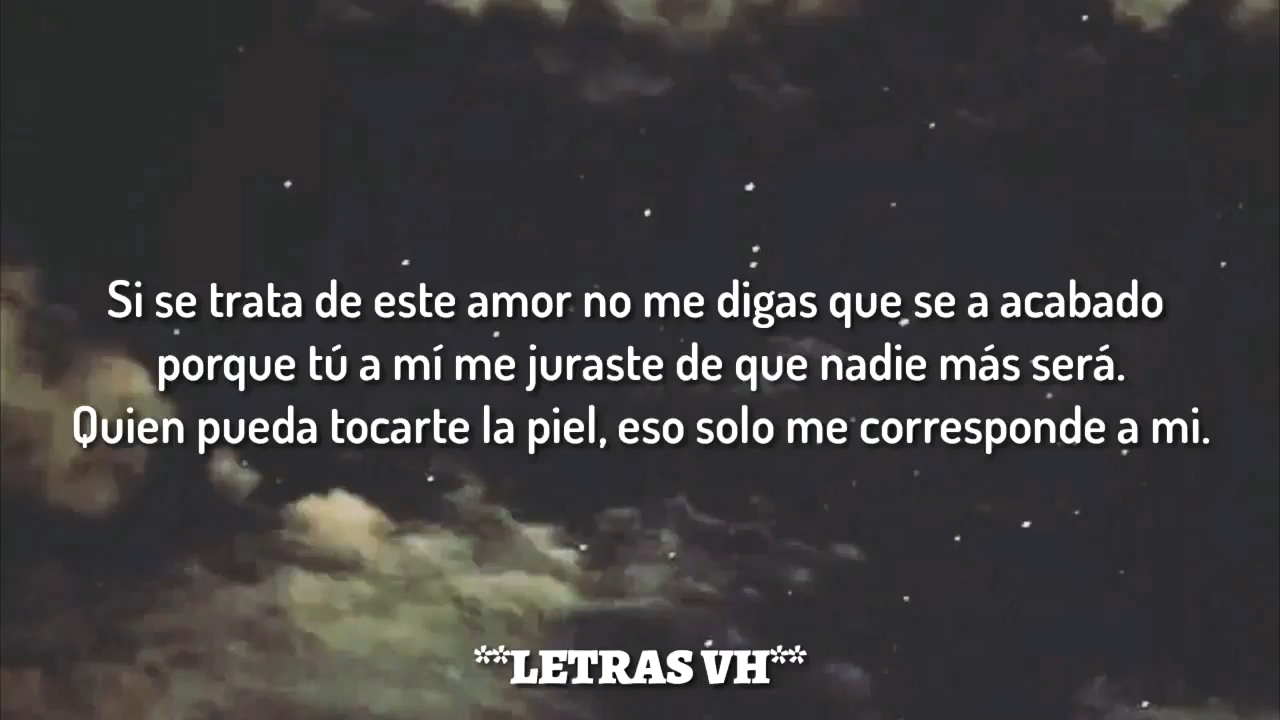 Si se trata de este amor no me digas que se a acabado
porque tú a mí me juraste de que nadie más será.
Quien pueda tocarte la piel, eso solo me corresponde a mi.
**LETRAS VH**